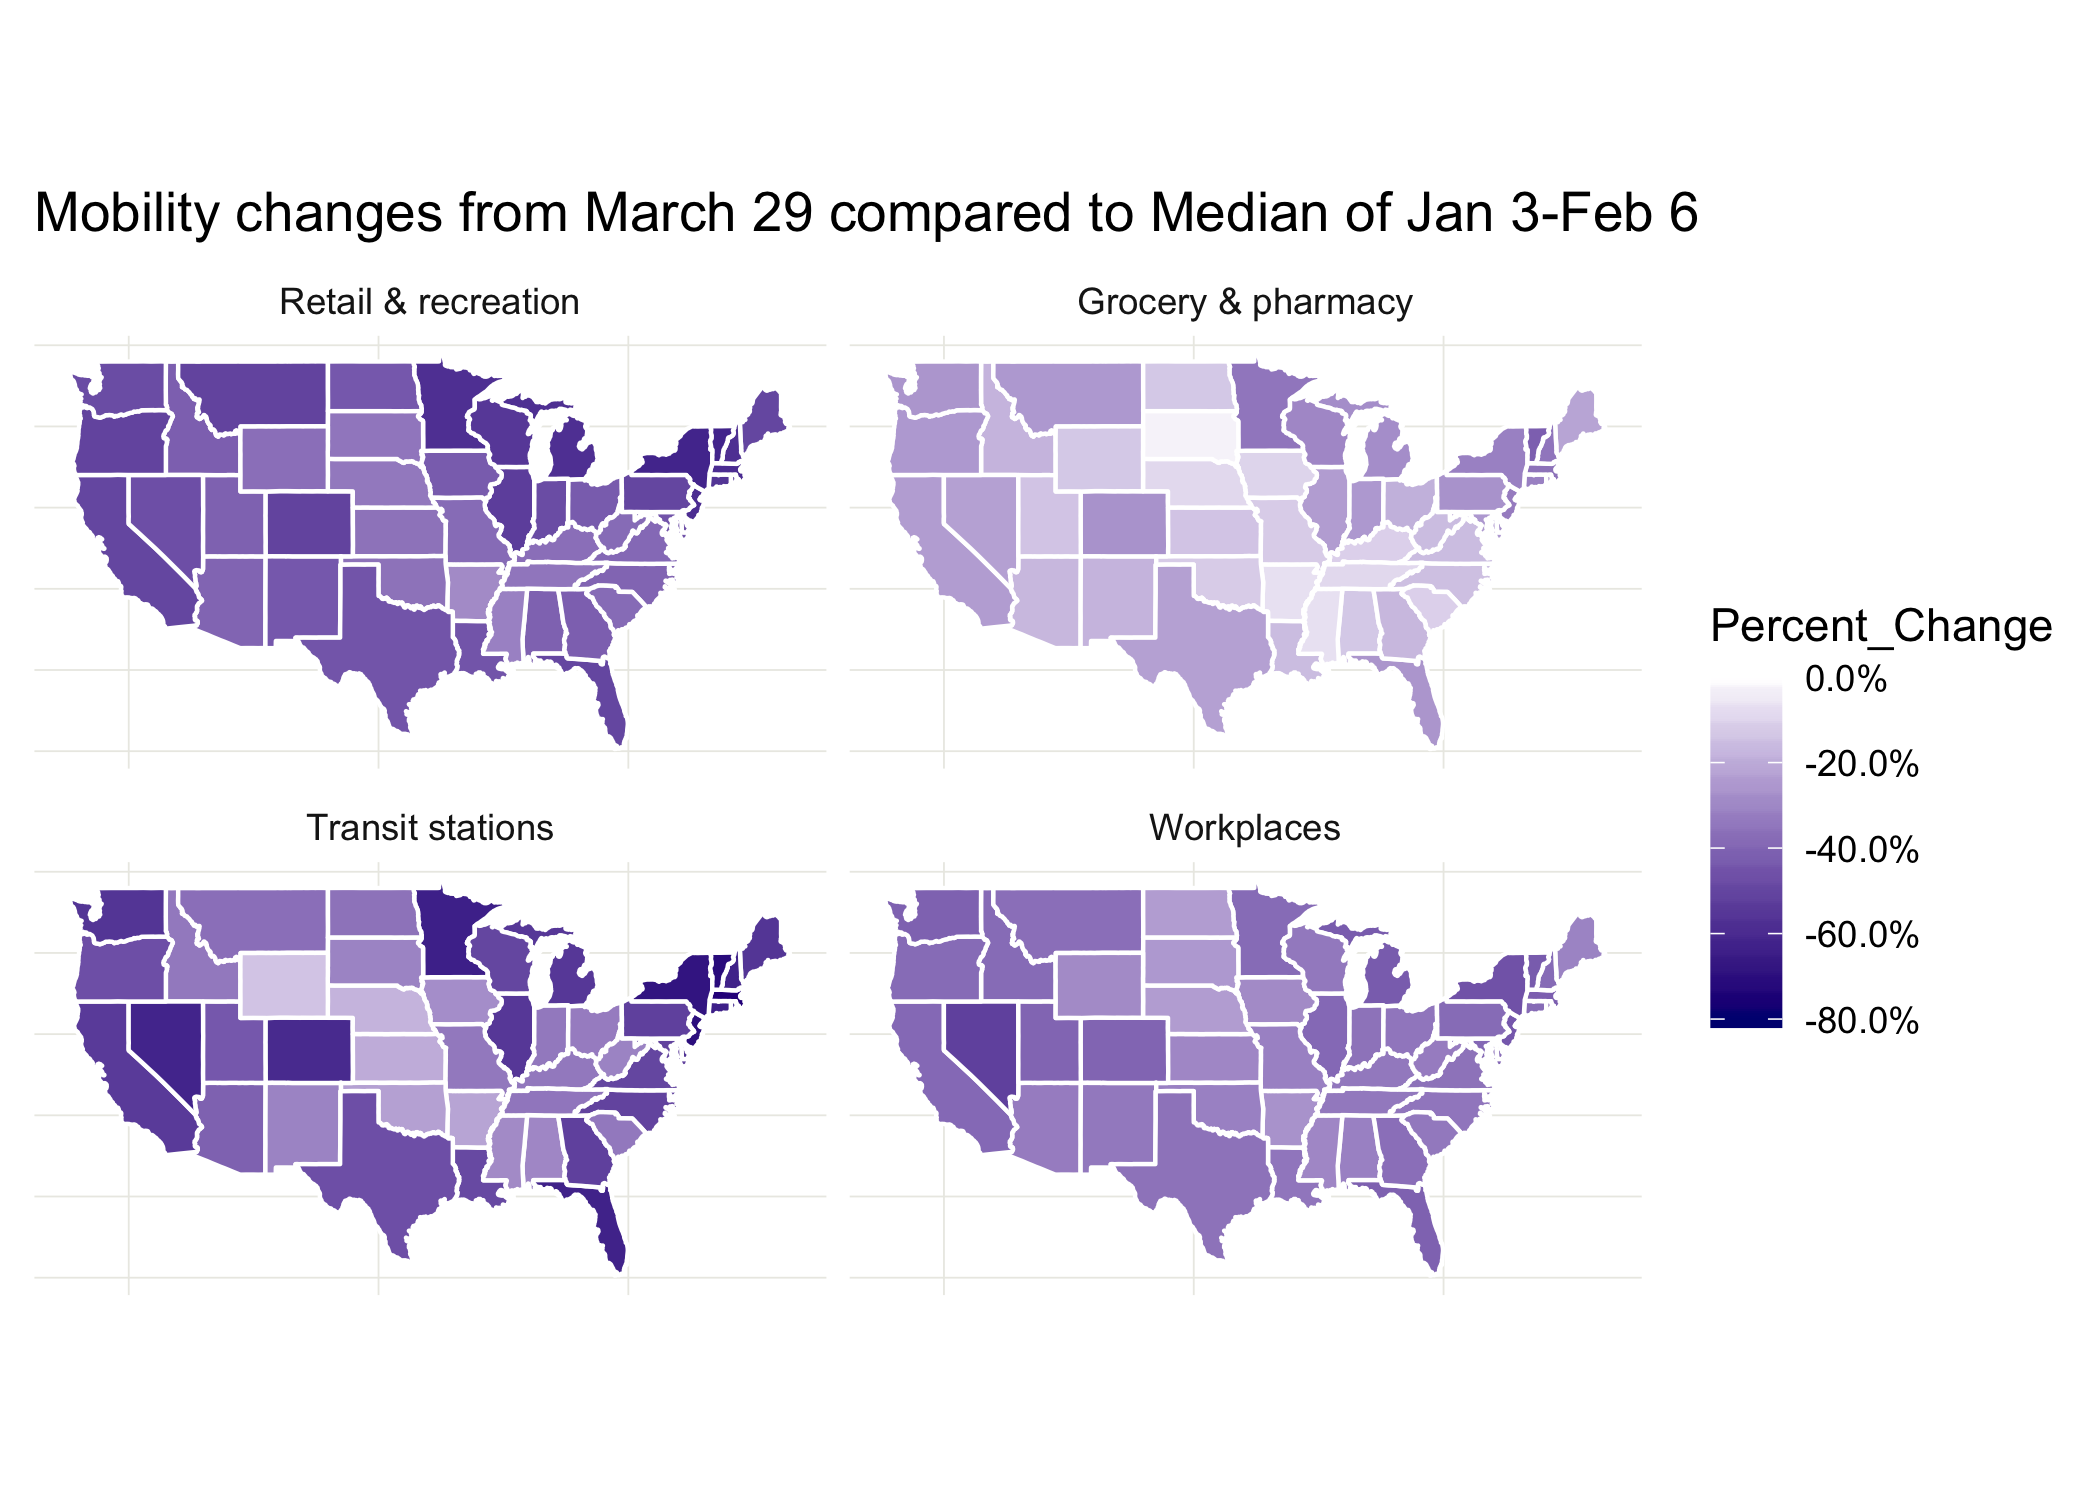 Mobility changes from March 29 compared to Median of Jan 3-Feb 6
Retail & recreation
Grocery & pharmacy
Transit stations
Workplaces
Percent_Change
0.0%
-20.0%
-40.0%
-60.0%
-80.0%